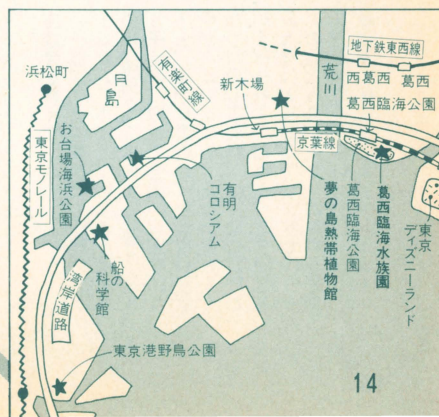 地下鉄東西線
西葛西
葛西
浜松町
月島
有楽町線
新木場
荒川
葛西臨海公園
京葉線
東京モノレール
お台場海浜公園
有明
コロシアム
夢の島熱帯植物館
葛西臨海公園
葛西臨海水族園
東京
ディズニーランド
船の
科学館
湾岸道路
東京港野鳥公園
14